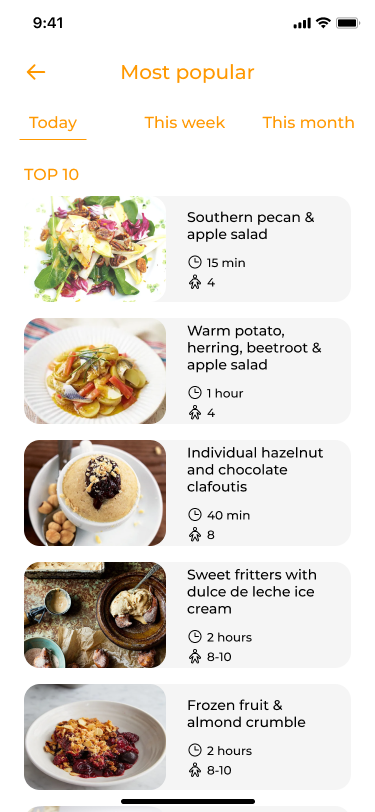 9:41
Most popular
Today
This week
This month
TOP 10
Southern pecan &
apple salad
15 min
4
Warm potato,
herring, beetroot &
apple salad
1 hour
4
Individual hazelnut
and chocolate
clafoutis
40 min
8
Sweet fritters with
dulce de leche ice
cream
2 hours
8-10
Frozen fruit &
almond crumble
2 hours
8-10